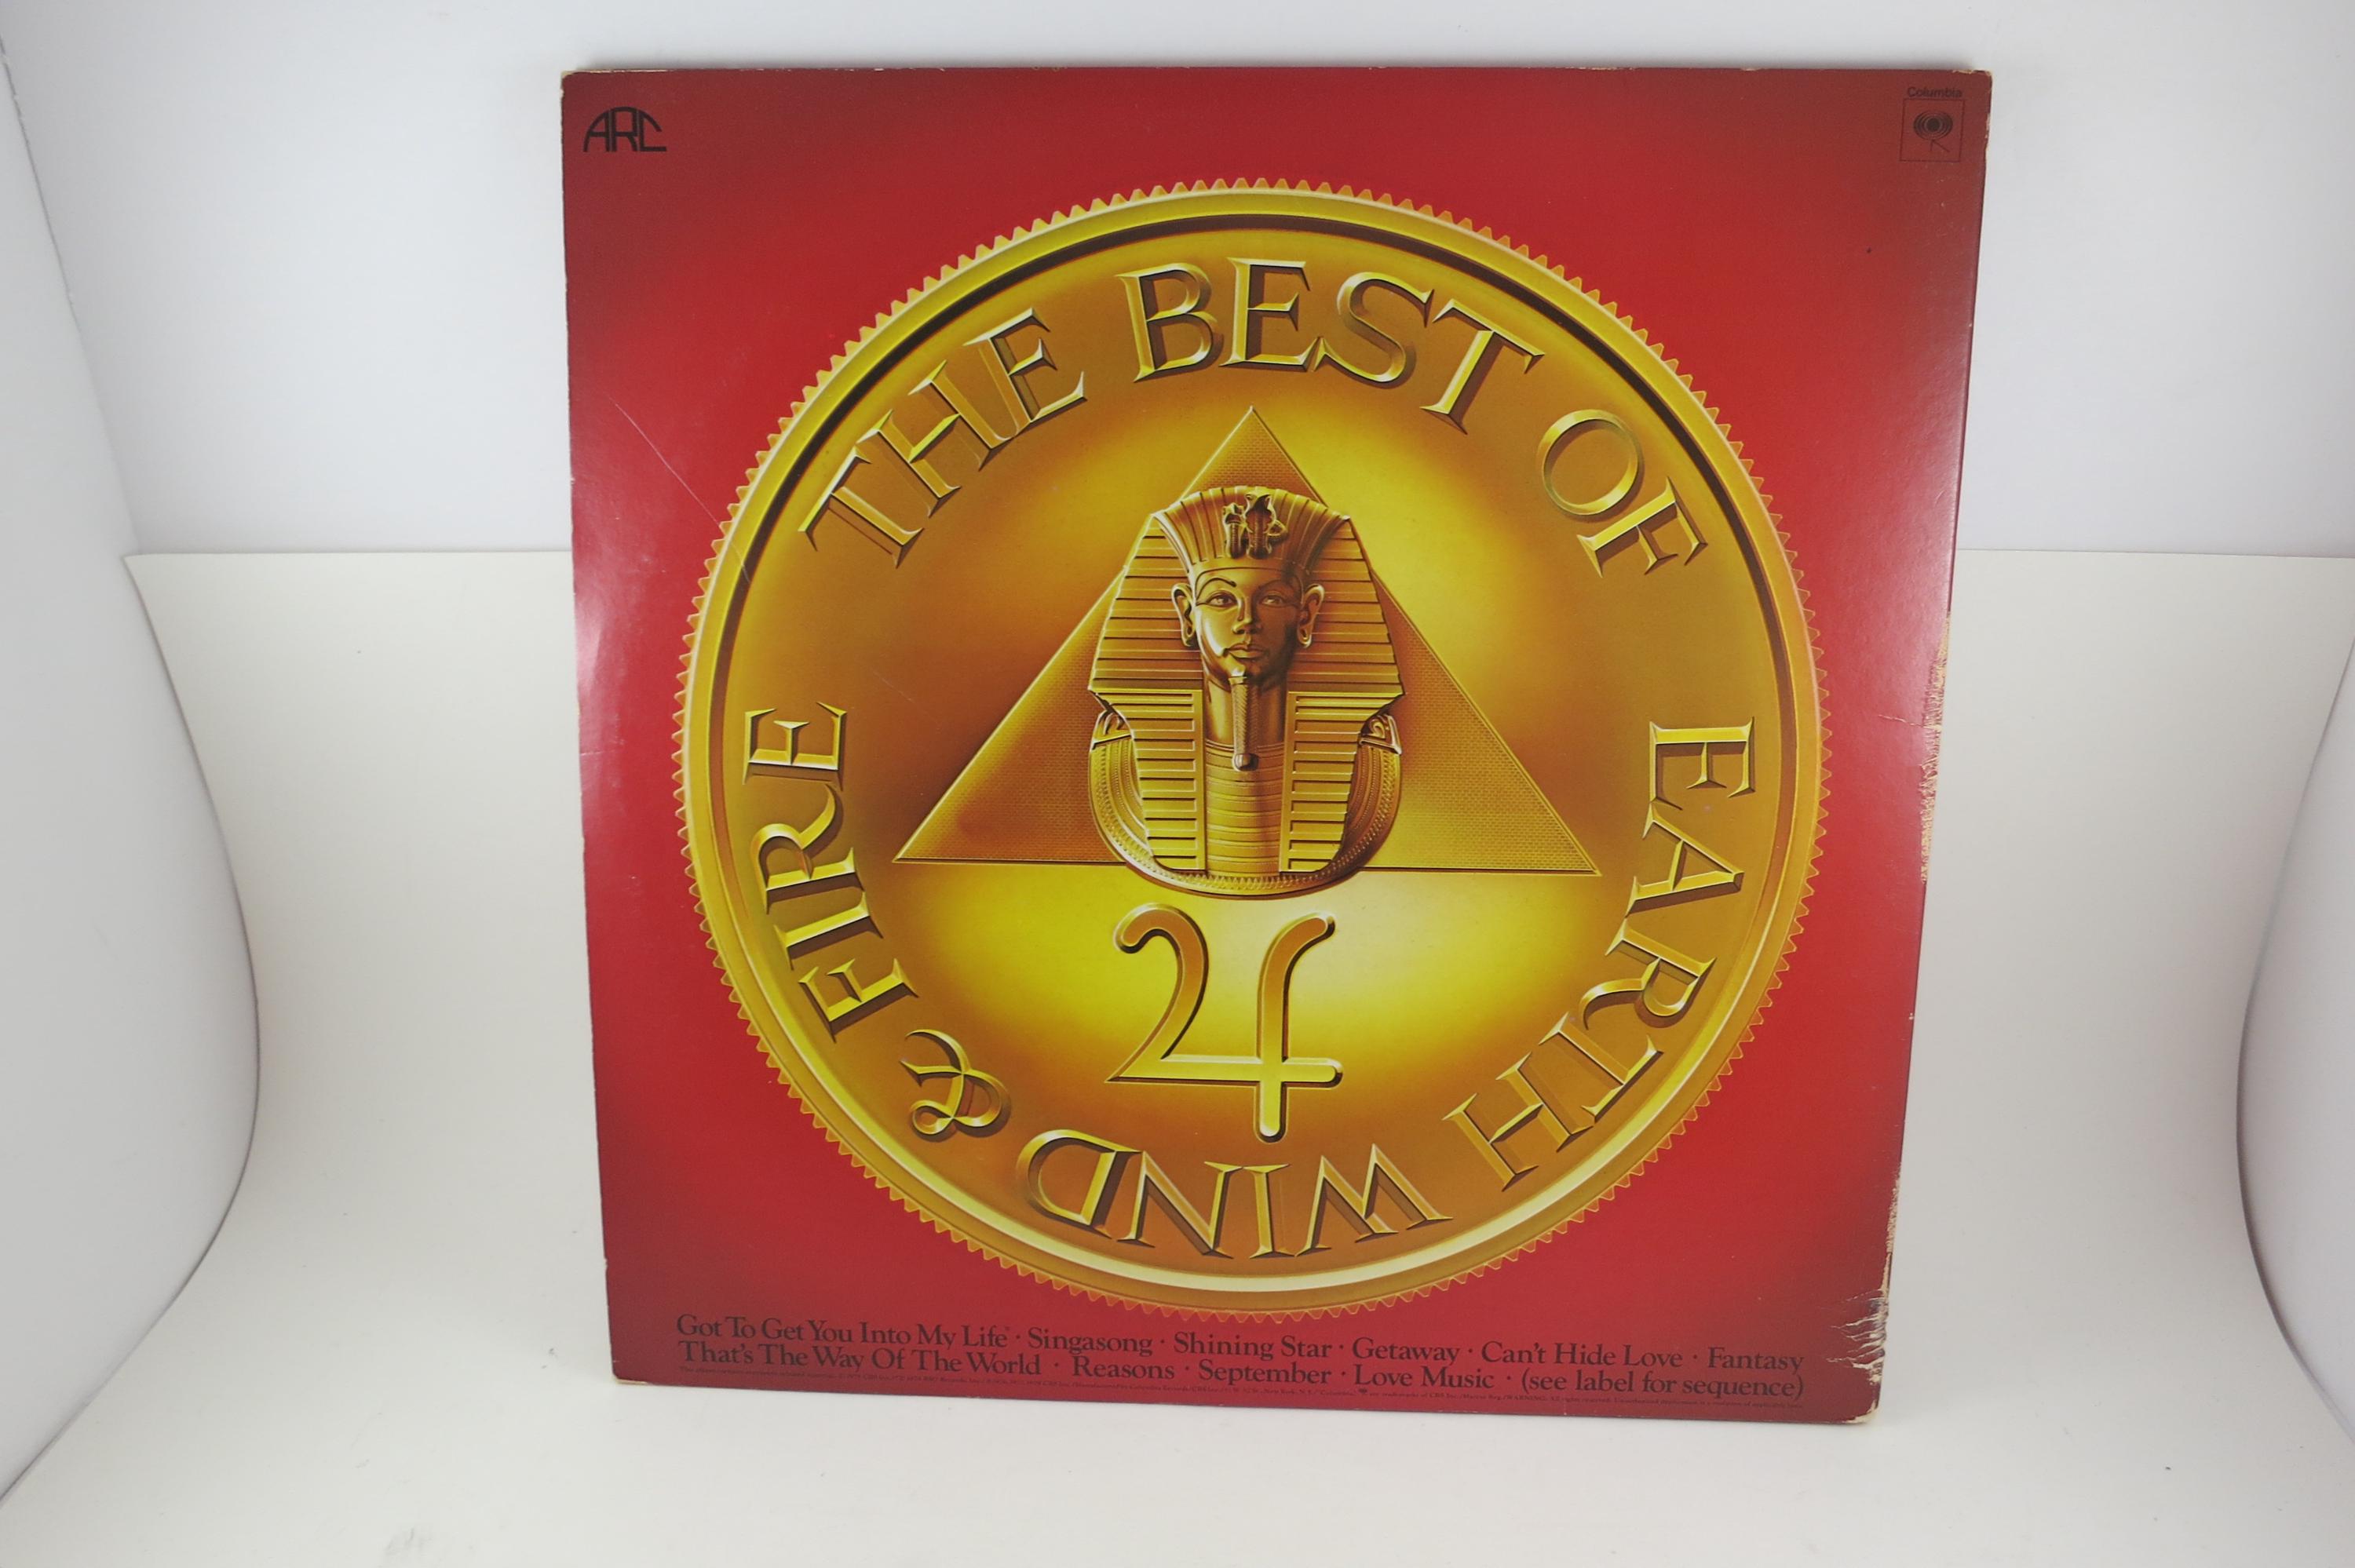 ARC
Columbia
THE BEST OF EARTH WIND & FIRE
Got To Get You Into My Life · Singasong · Shining Star · Getaway · Can't Hide Love · Fantasy
That's The Way Of The World · Reasons · September · Love Music · (see label for sequence)